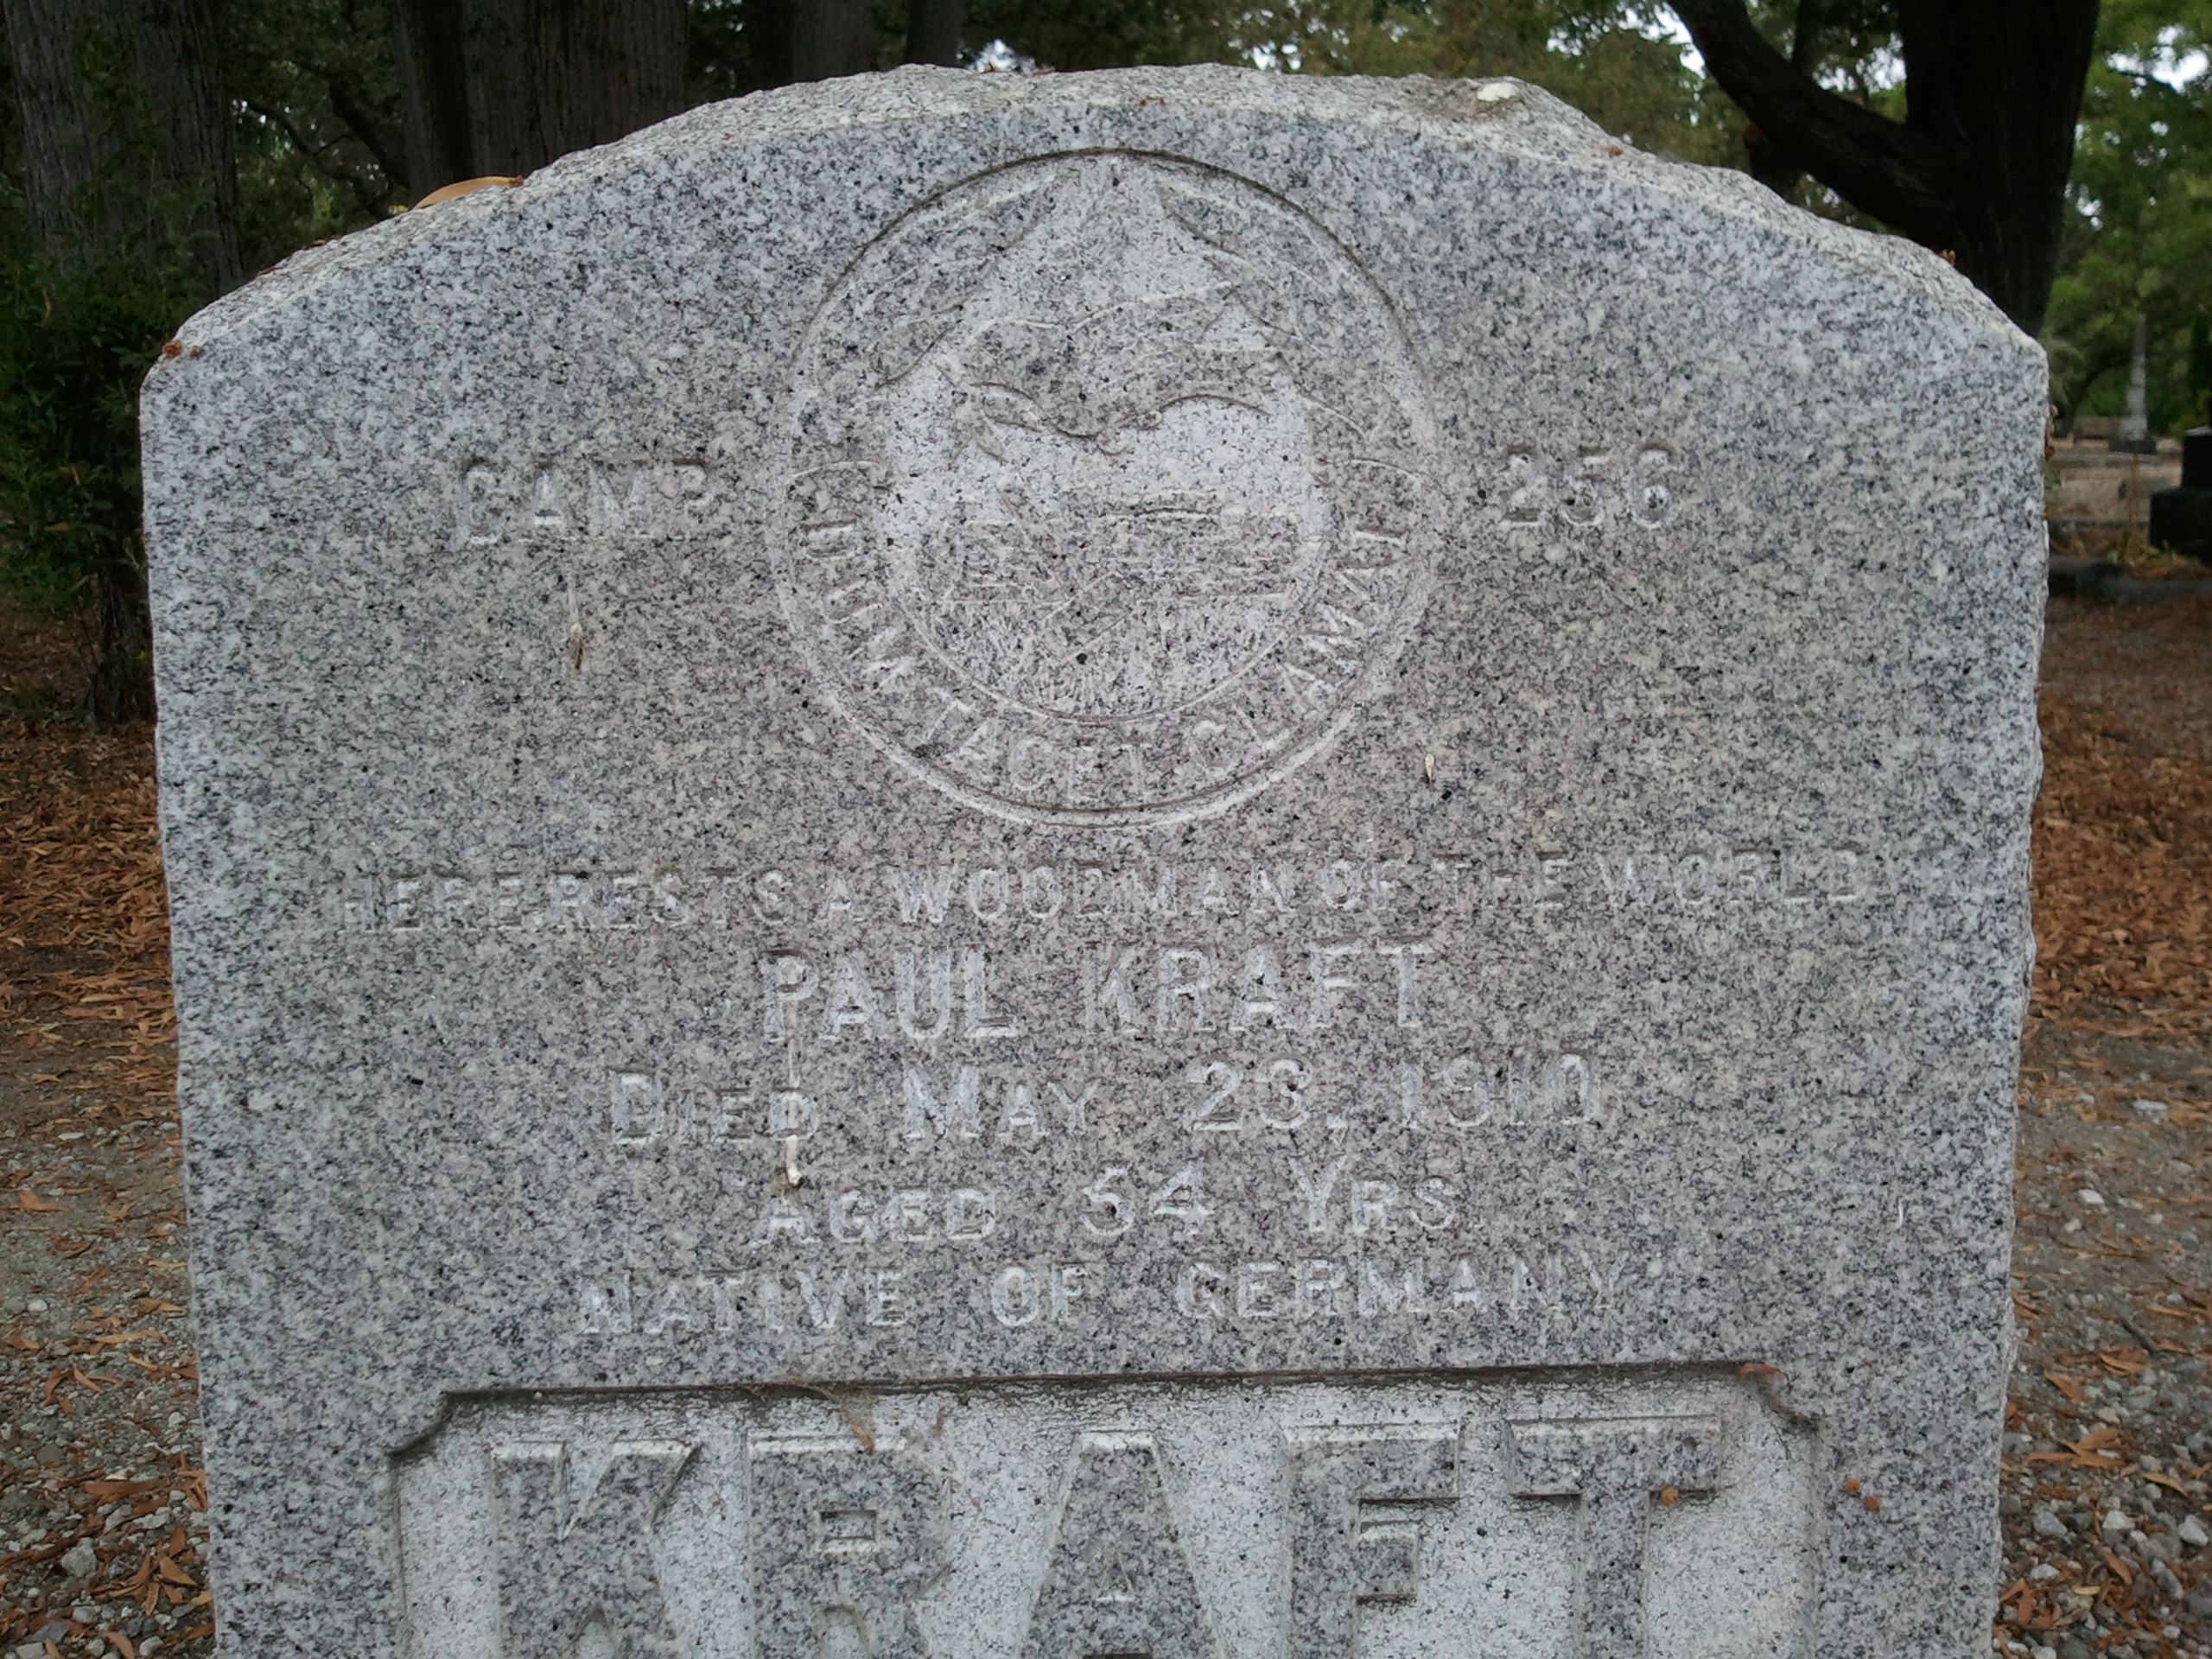 CAMP 256
DUM TACET CLAMAT
HERE RESTS A WOODMAN OF THE WORLD
PAUL KRAFT
DIED MAY 23, 1910
AGED 54 YRS.
NATIVE OF GERMANY
KRAFT